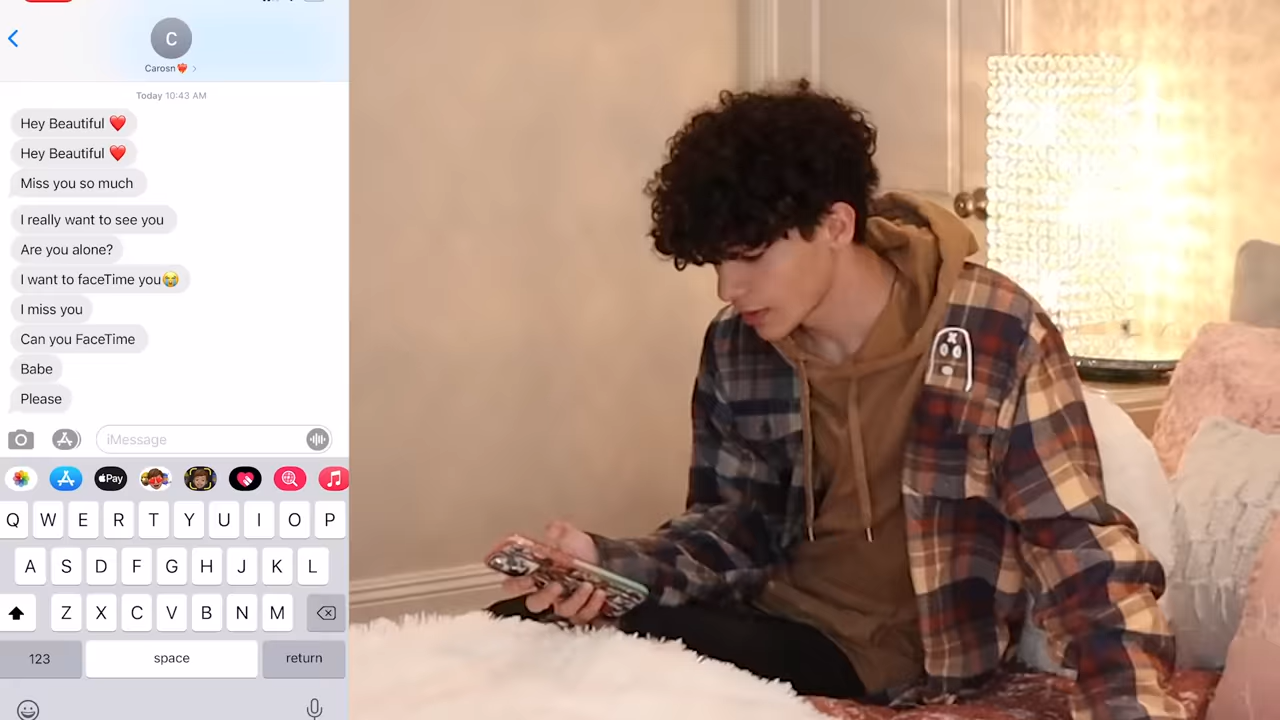 C
Carosn❤️‍🔥 >
Today 10:43 AM
Hey Beautiful ❤️
Hey Beautiful ❤️
Miss you so much
I really want to see you
Are you alone?
I want to faceTime you😭
I miss you
Can you FaceTime
Babe
Please
iMessage
Pay
Q W E R T Y U I O P
A S D F G H J K L
Z X C V B N M
123 space return